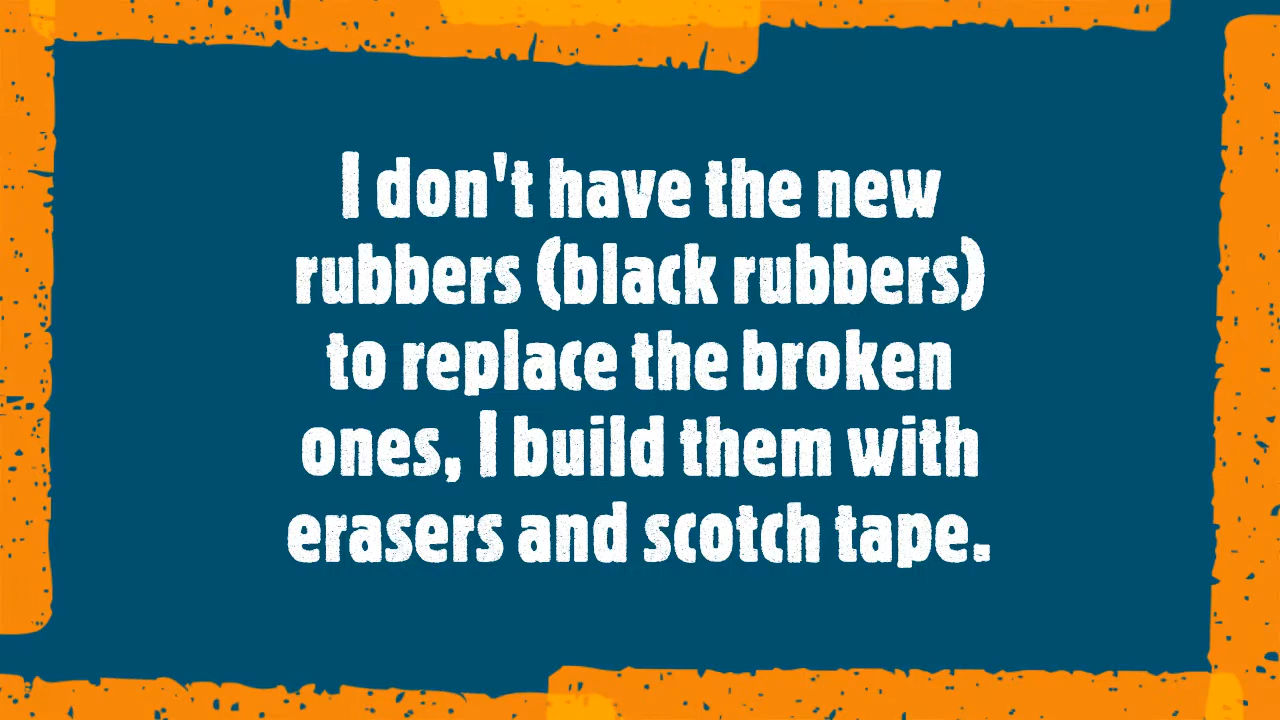 I don't have the new
rubbers (black rubbers)
to replace the broken
ones, I build them with
erasers and scotch tape.